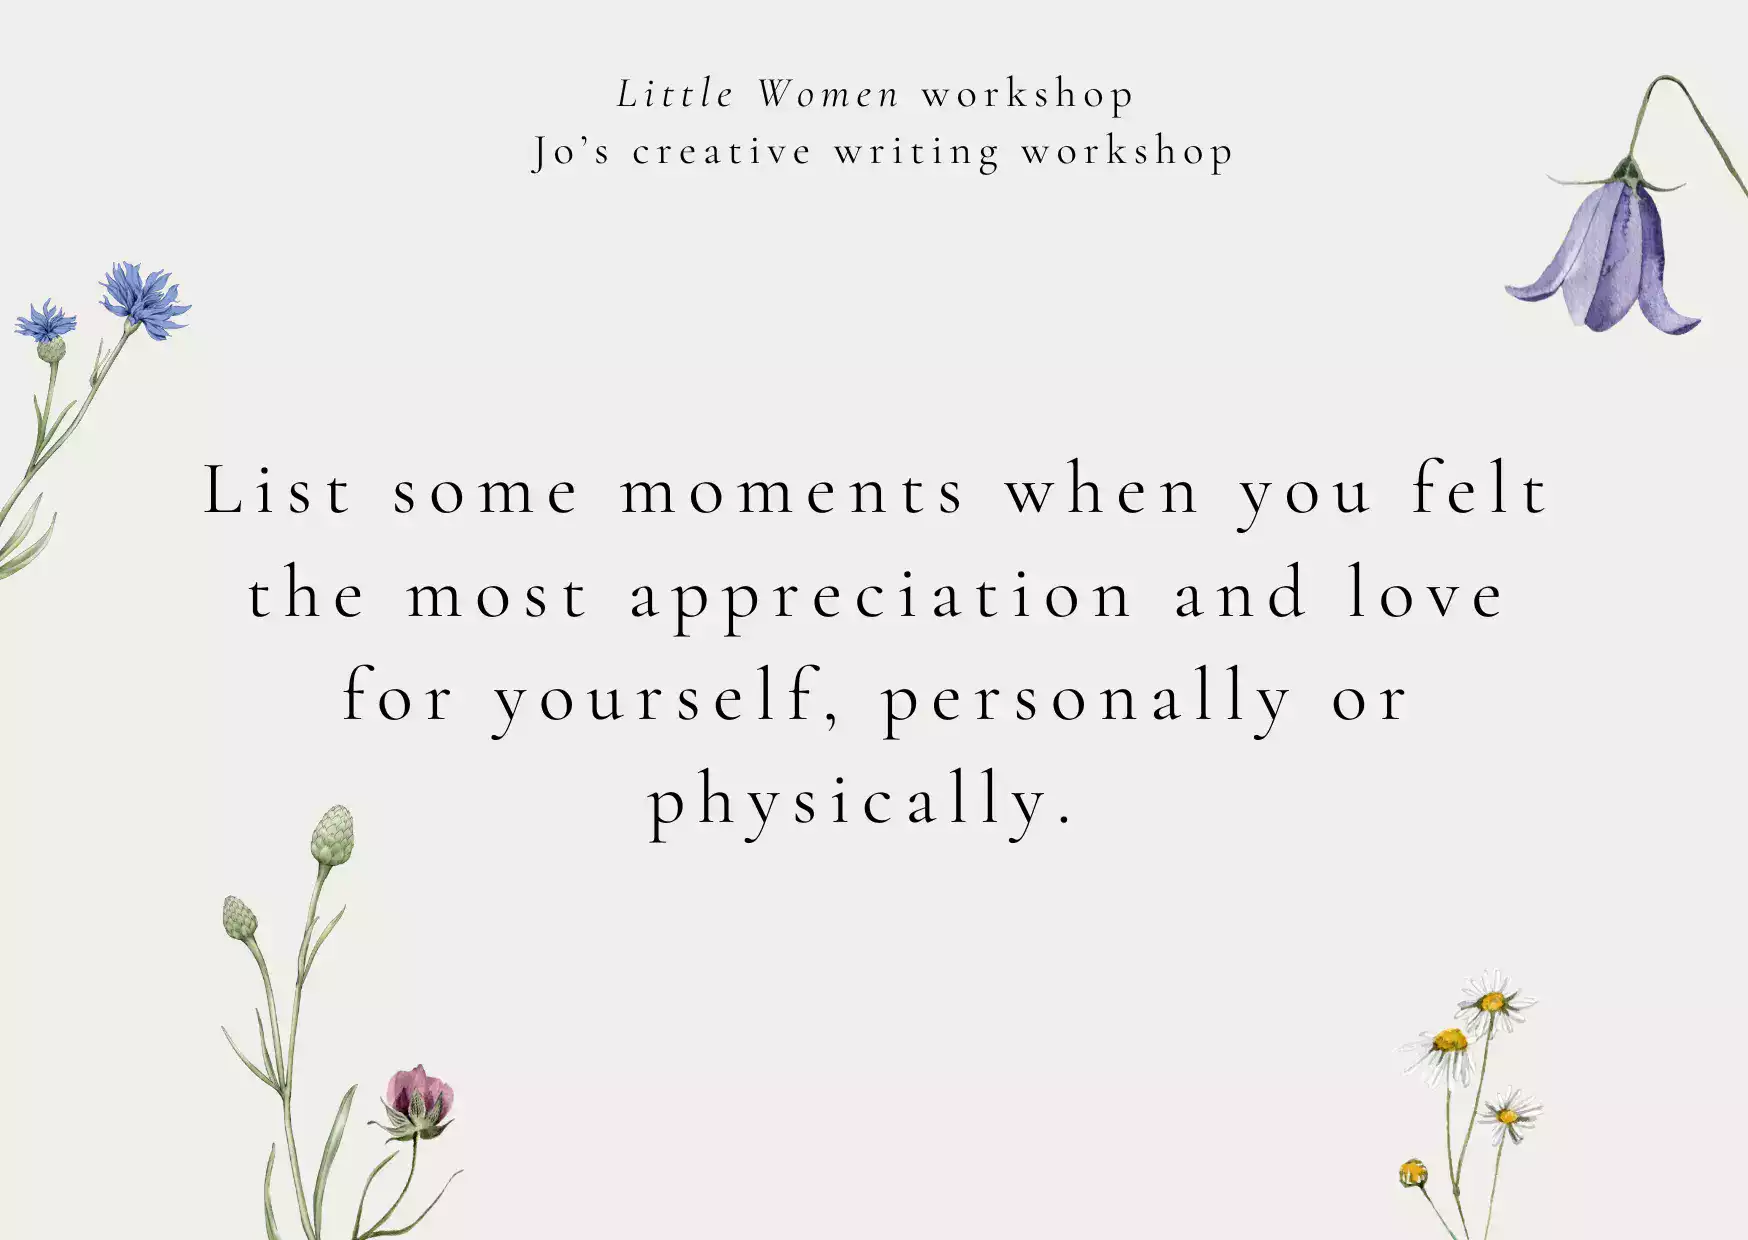 Little Women workshop
Jo’s creative writing workshop
List some moments when you felt
the most appreciation and love
for yourself, personally or
physically.